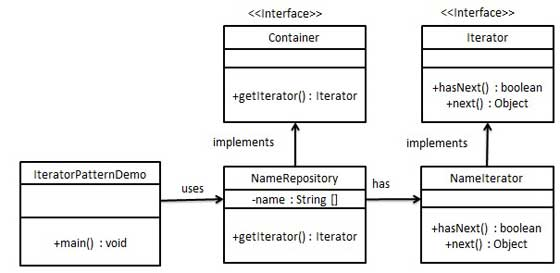 <<Interface>>
<<Interface>>
Container
Iterator
+getIterator() : Iterator
+hasNext() : boolean
+next() : Object
implements
implements
IteratorPatternDemo
uses
NameRepository
has
NameIterator
-name : String []
+main() : void
+getIterator() : Iterator
+hasNext() : boolean
+next() : Object